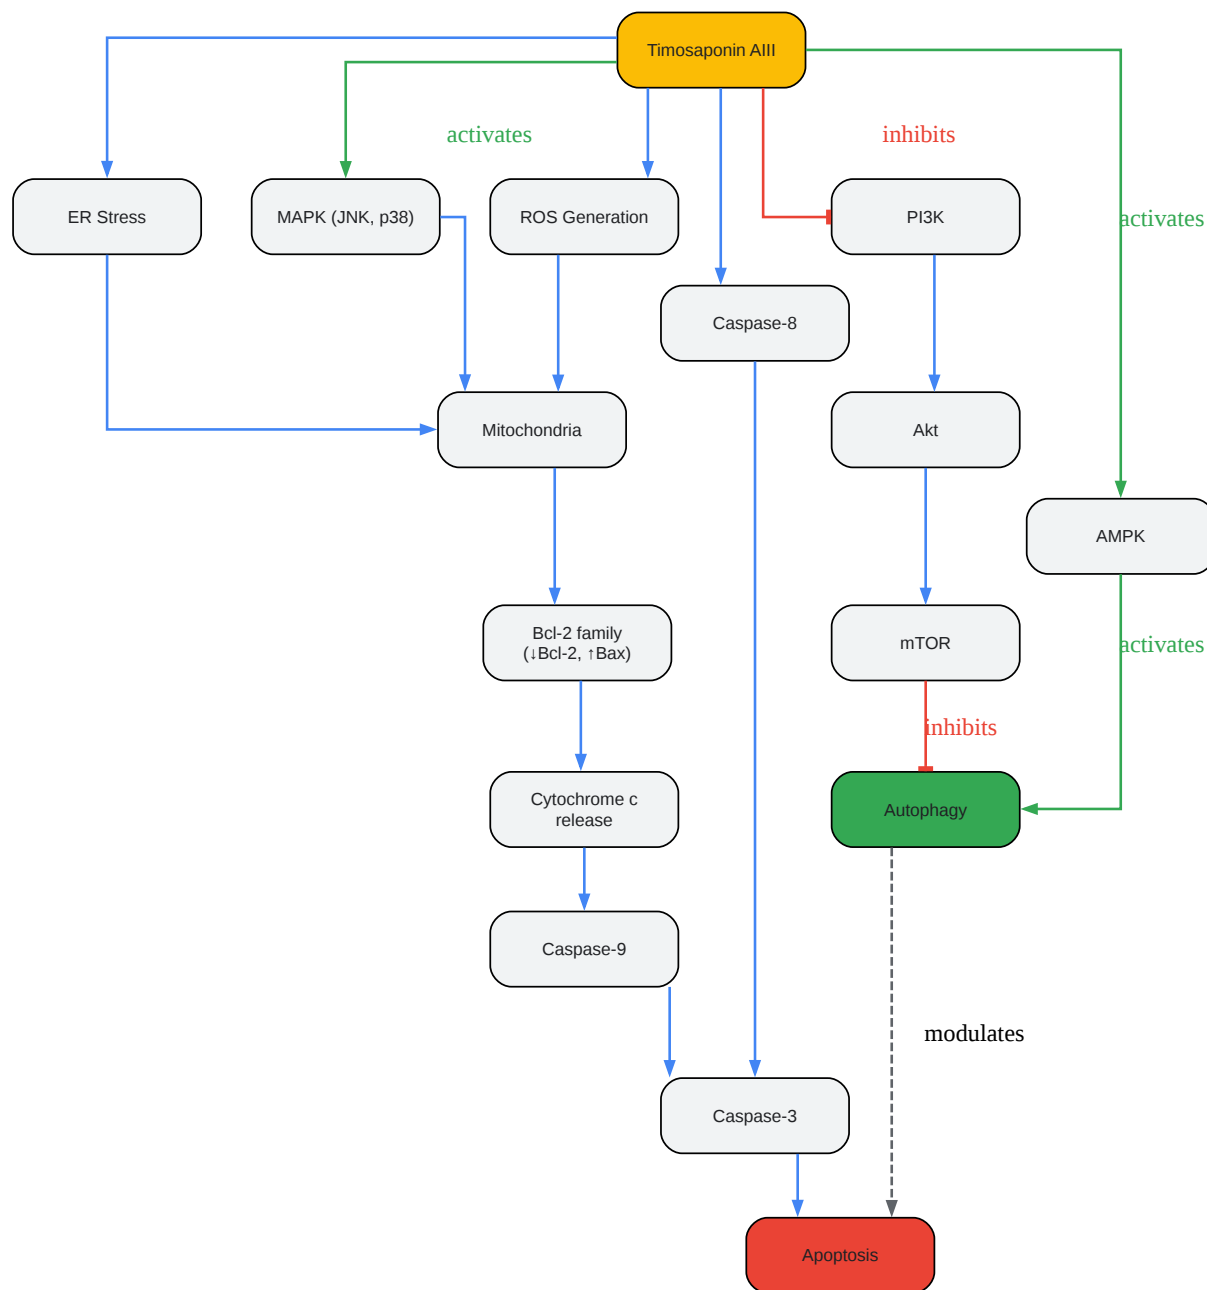 Timosaponin AIII
activates
inhibits
ER Stress
MAPK (JNK, p38)
ROS Generation
PI3K
activates
Caspase-8
Mitochondria
Akt
AMPK
Bcl-2 family
(↓Bcl-2, ↑Bax)
mTOR
activates
inhibits
Cytochrome c
release
Autophagy
Caspase-9
modulates
Caspase-3
Apoptosis